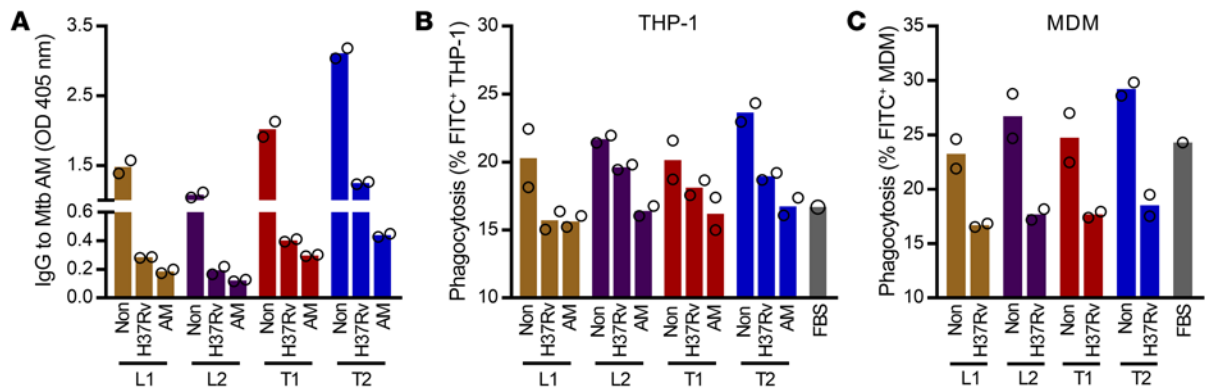 A
IgG to Mtb AM (OD 405 nm)
3.5
2.5
1.5
0.6
0.4
0.2
0.0
Non
H37Rv
AM
Non
H37Rv
AM
Non
H37Rv
AM
Non
H37Rv
AM
L1
L2
T1
T2
B
THP-1
Phagocytosis (% FITC⁺ THP-1)
30
25
20
15
10
Non
H37Rv
AM
Non
H37Rv
AM
Non
H37Rv
AM
Non
H37Rv
AM
FBS
L1
L2
T1
T2
C
MDM
Phagocytosis (% FITC⁺ MDM)
35
30
25
20
15
10
Non
H37Rv
Non
H37Rv
Non
H37Rv
Non
H37Rv
FBS
L1
L2
T1
T2